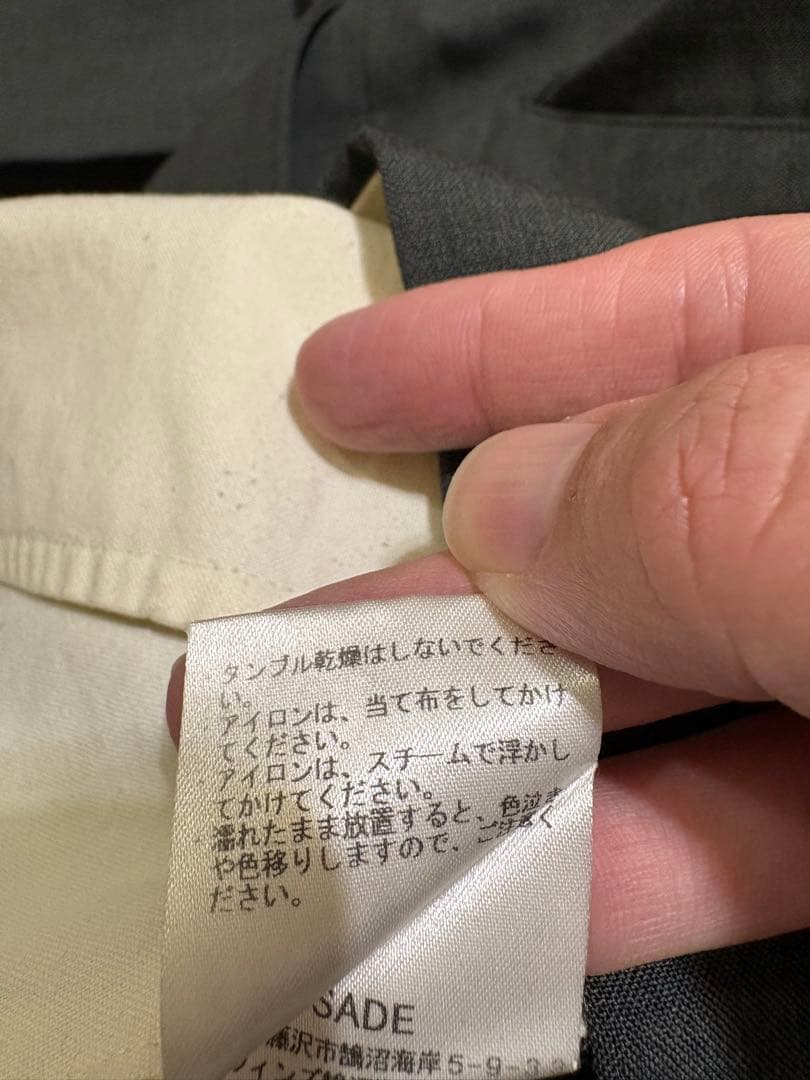 タンブル乾燥はしないでくださ
い。
アイロンは、当て布をしてかけ
てください。
アイロンは、スチームで浮かし
てかけてください。
濡れたまま放置すると、色泣き
や色移りしますので、ご注意く
ださい。
SADE
藤沢市鵠沼海岸5-9-3